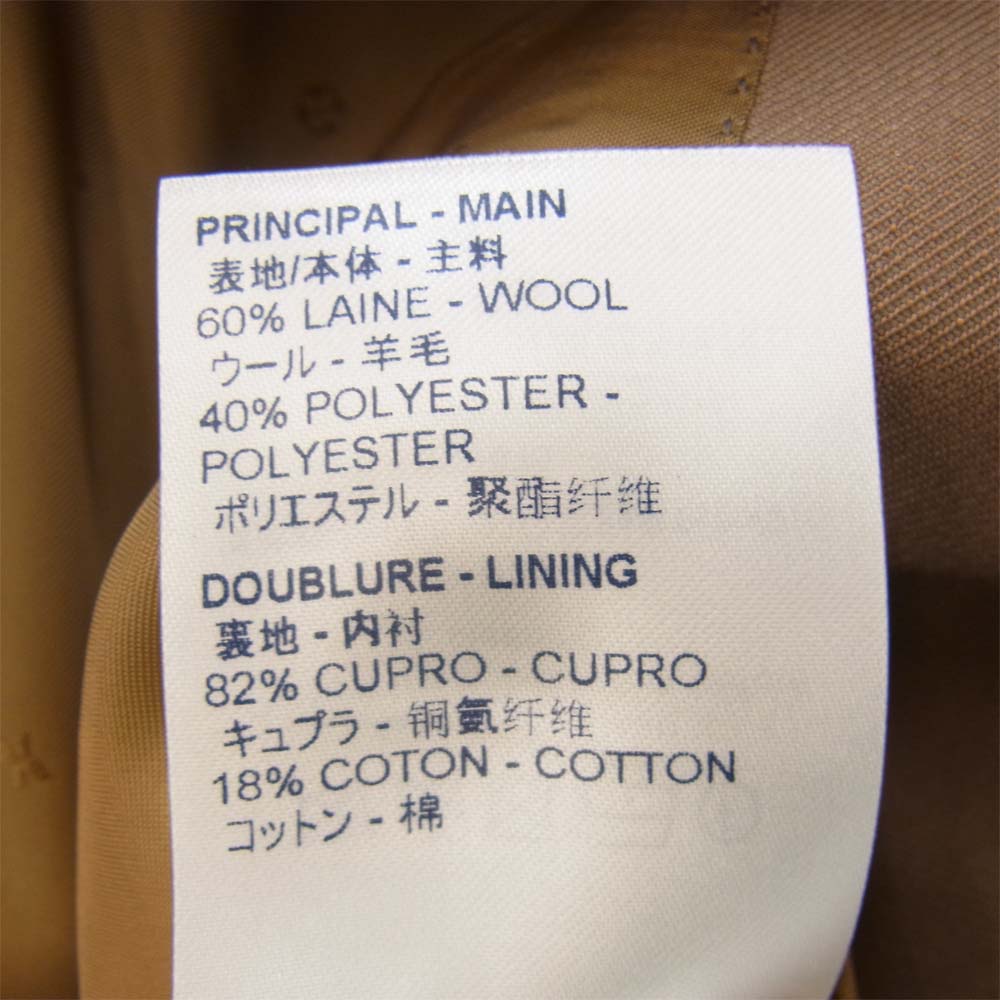 PRINCIPAL - MAIN
表地/本体 - 主料
60% LAINE - WOOL
ウール - 羊毛
40% POLYESTER -
POLYESTER
ポリエステル - 聚酯纤维
DOUBLURE - LINING
裏地 - 内衬
82% CUPRO - CUPRO
キュプラ - 铜氨纤维
18% COTON - COTTON
コットン - 棉